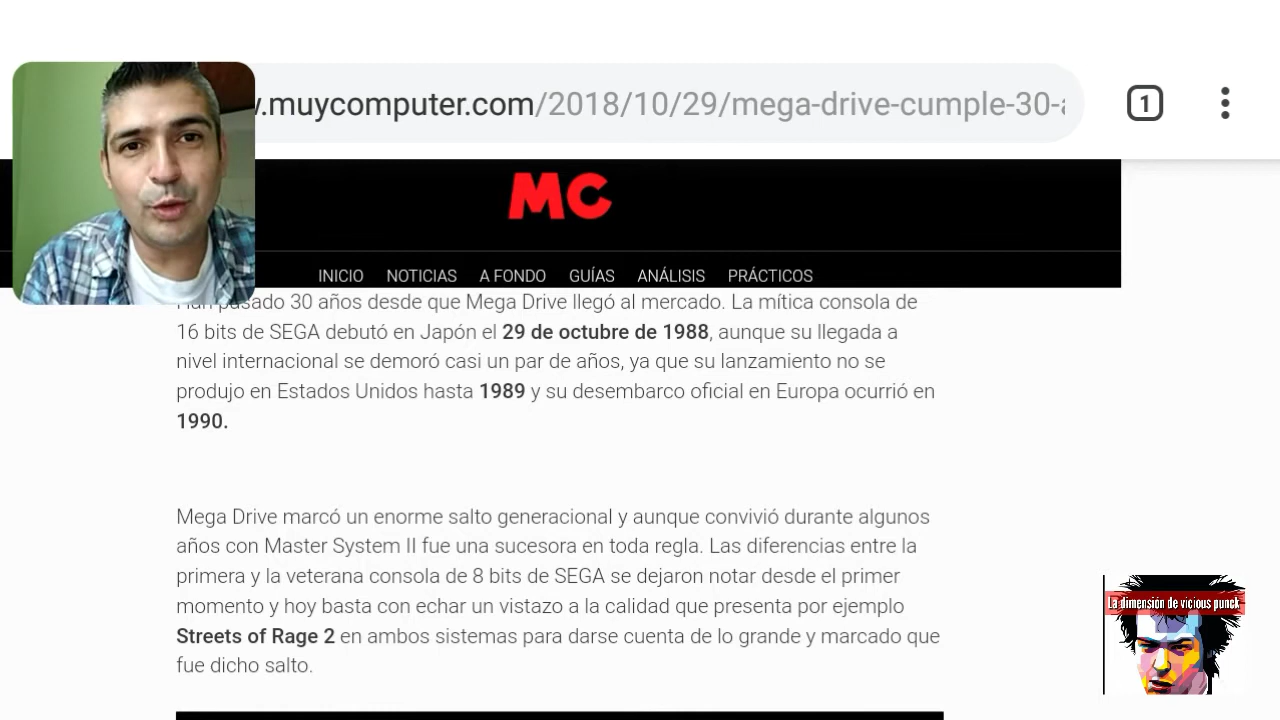 .muycomputer.com/2018/10/29/mega-drive-cumple-30-
1
MC
INICIO NOTICIAS A FONDO GUÍAS ANÁLISIS PRÁCTICOS
pasado 30 años desde que Mega Drive llegó al mercado. La mítica consola de
16 bits de SEGA debutó en Japón el 29 de octubre de 1988, aunque su llegada a
nivel internacional se demoró casi un par de años, ya que su lanzamiento no se
produjo en Estados Unidos hasta 1989 y su desembarco oficial en Europa ocurrió en
1990.
Mega Drive marcó un enorme salto generacional y aunque convivió durante algunos
años con Master System II fue una sucesora en toda regla. Las diferencias entre la
primera y la veterana consola de 8 bits de SEGA se dejaron notar desde el primer
momento y hoy basta con echar un vistazo a la calidad que presenta por ejemplo
Streets of Rage 2 en ambos sistemas para darse cuenta de lo grande y marcado que
fue dicho salto.
La dimensión de vicious punck